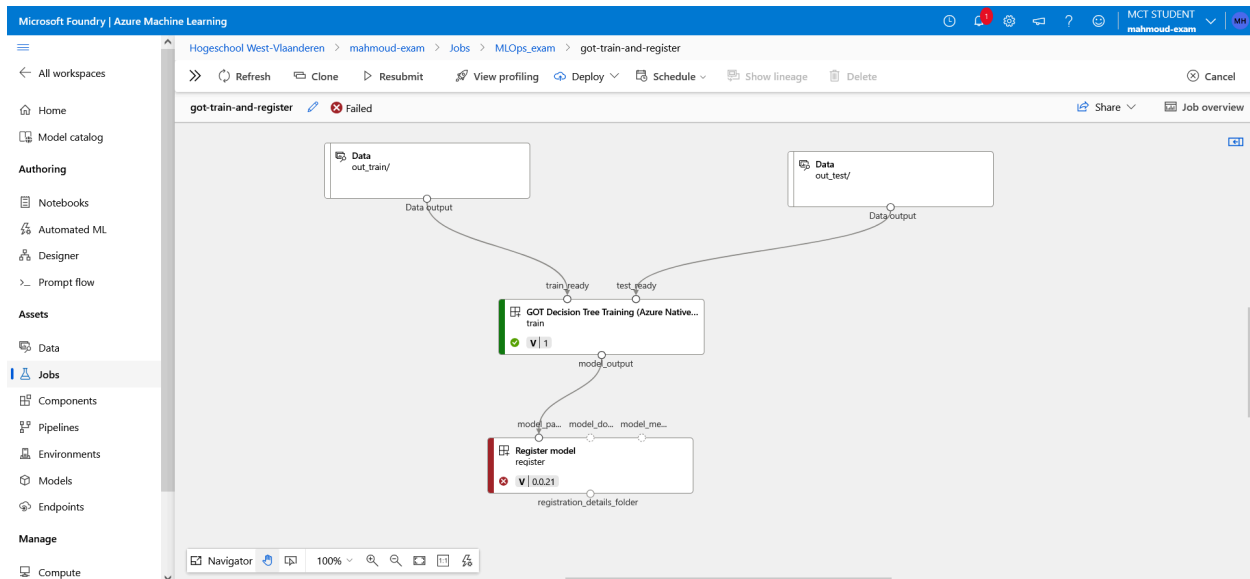 Microsoft Foundry | Azure Machine Learning
1
MCT STUDENT
mahmoud-exam
MH
All workspaces
Home
Model catalog
Authoring
Notebooks
Automated ML
Designer
Prompt flow
Assets
Data
Jobs
Components
Pipelines
Environments
Models
Endpoints
Manage
Compute
Hogeschool West-Vlaanderen > mahmoud-exam > Jobs > MLOps_exam > got-train-and-register
Refresh
Clone
Resubmit
View profiling
Deploy
Schedule
Show lineage
Delete
Cancel
got-train-and-register
Failed
Share
Job overview
Data
out_train/
Data output
Data
out_test/
Data output
train_ready
test_ready
GOT Decision Tree Training (Azure Native...
train
V | 1
model_output
model_pa...
model_do...
model_me...
Register model
register
V | 0.0.21
registration_details_folder
Navigator
100%
1:1